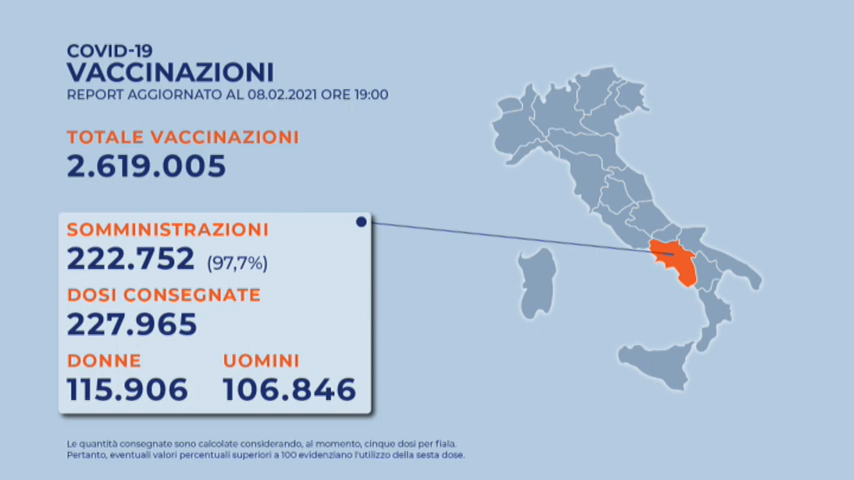 COVID-19
VACCINAZIONI
REPORT AGGIORNATO AL 08.02.2021 ORE 19:00
TOTALE VACCINAZIONI
2.619.005
SOMMINISTRAZIONI
222.752 (97,7%)
DOSI CONSEGNATE
227.965
DONNE UOMINI
115.906 106.846
Le quantità consegnate sono calcolate considerando, al momento, cinque dosi per fiala.
Pertanto, eventuali valori percentuali superiori a 100 evidenziano l'utilizzo della sesta dose.